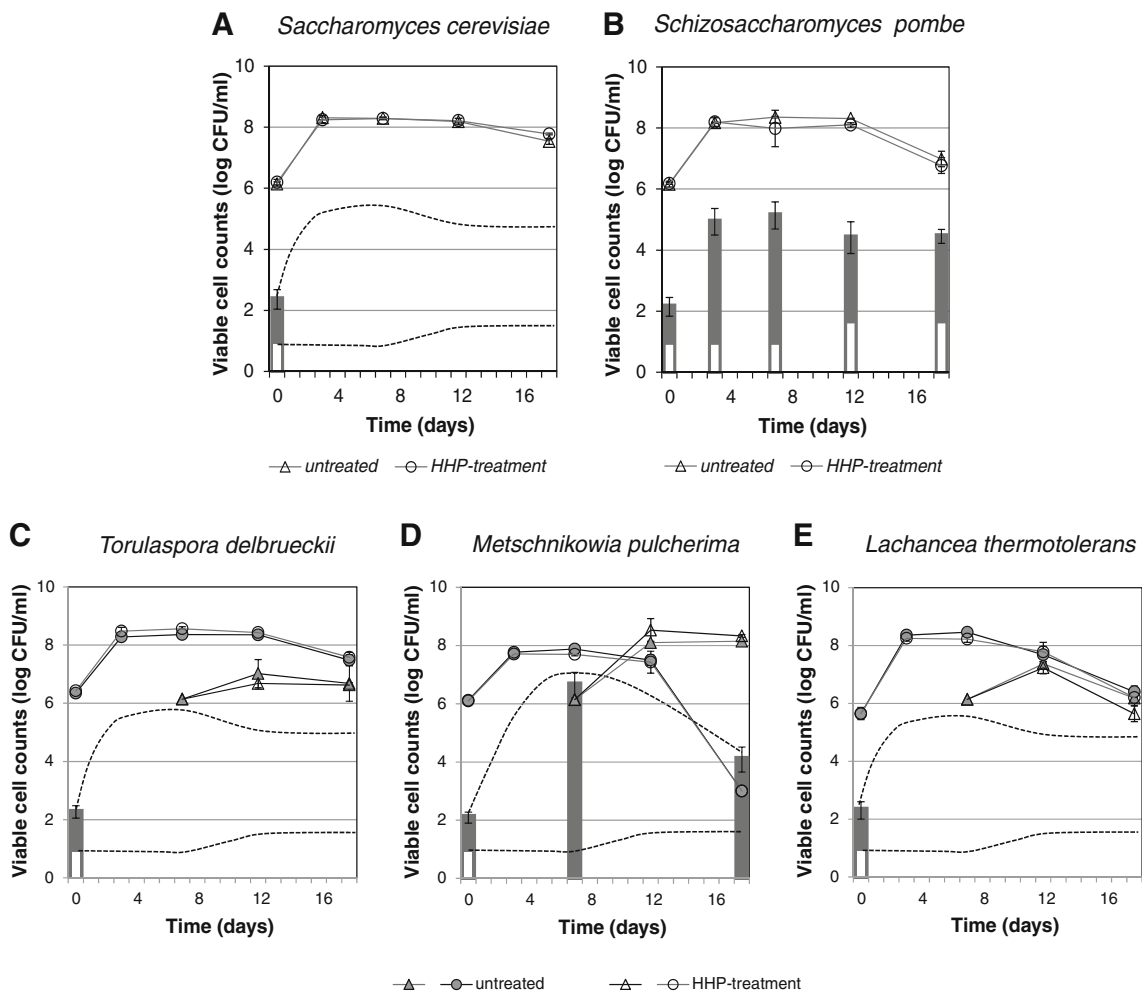 A Saccharomyces cerevisiae
Viable cell counts (log CFU/ml)
10
8
6
4
2
0
0 4 8 12 16
Time (days)
untreated HHP-treatment
B Schizosaccharomyces pombe
Viable cell counts (log CFU/ml)
10
8
6
4
2
0
0 4 8 12 16
Time (days)
untreated HHP-treatment
C Torulaspora delbrueckii
Viable cell counts (log CFU/ml)
10
8
6
4
2
0
0 4 8 12 16
Time (days)
D Metschnikowia pulcherima
Viable cell counts (log CFU/ml)
10
8
6
4
2
0
0 4 8 12 16
Time (days)
E Lachancea thermotolerans
Viable cell counts (log CFU/ml)
10
8
6
4
2
0
0 4 8 12 16
Time (days)
untreated HHP-treatment